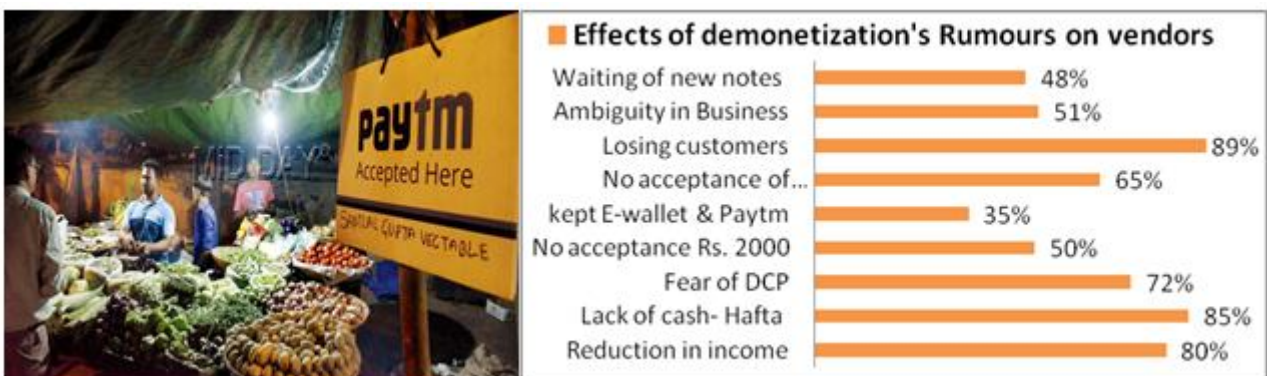 paytm
Accepted Here
SANTLAL GUPTA VEGTABLE
MID DAY
Effects of demonetization's Rumours on vendors
Waiting of new notes 48%
Ambiguity in Business 51%
Losing customers 89%
No acceptance of... 65%
kept E-wallet & Paytm 35%
No acceptance Rs. 2000 50%
Fear of DCP 72%
Lack of cash- Hafta 85%
Reduction in income 80%